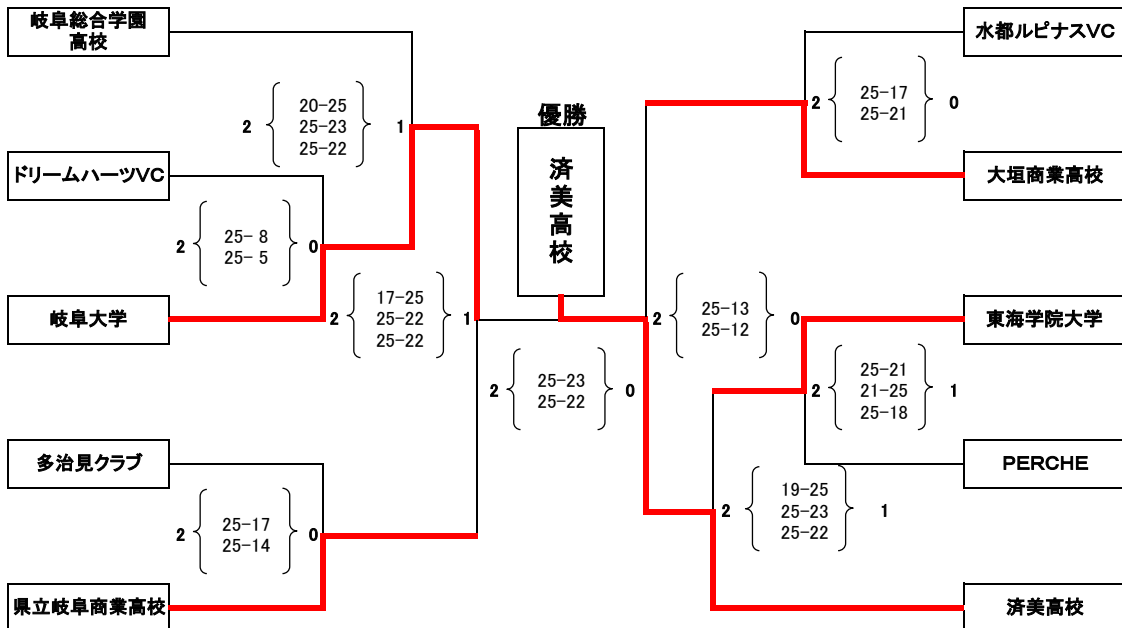 岐阜総合学園
高校
水都ルピナスVC
20-25
2 25-23 1
25-22
優勝
済美高校
25-17
2 0
25-21
ドリームハーツVC
大垣商業高校
25- 8
2 0
25- 5
岐阜大学
17-25
2 25-22 1
25-22
25-13
2 0
25-12
東海学院大学
25-23
2 0
25-22
25-21
2 21-25 1
25-18
多治見クラブ
PERCHE
25-17
2 0
25-14
19-25
2 25-23 1
25-22
県立岐阜商業高校
済美高校